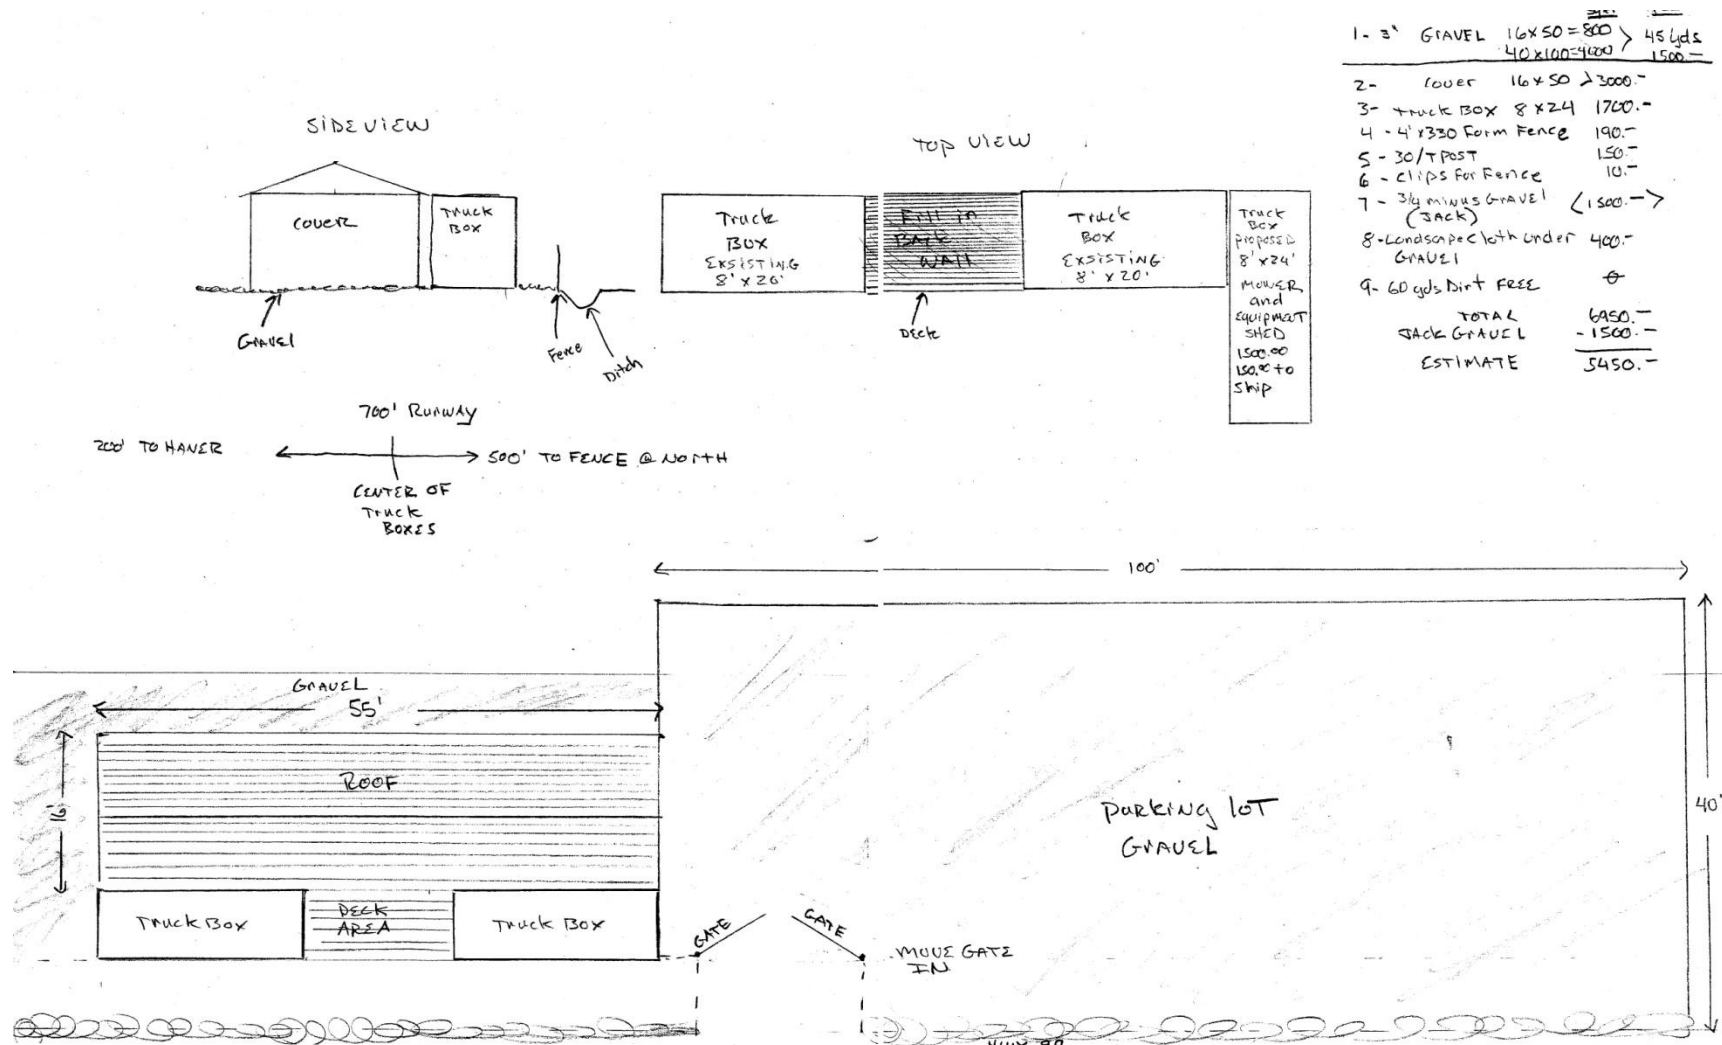 1 - 3" GRAVEL 16x50=800 > 45 yds
40x100=4000 1500.-
2- Cover 16x50 > 3000.-
3- Truck Box 8x24 1700.-
4 - 4'x330 Farm Fence 190.-
5 - 30/TPOST 150.-
6 - Clips For Fence 10.-
7 - 3/4 minus Gravel <1500.->
(JACK)
8-Landscape Cloth under 400.-
GRAVEL
9- 60 yds Dirt FREE 0
TOTAL 6950.-
JACK GRAVEL -1500.-
ESTIMATE 5450.-
SIDE VIEW
COVER
TRUCK
BOX
GRAVEL
Fence
Ditch
TOP VIEW
Truck
BOX
EXSISTING
8' x 20'
Fill in
Back
WALL
DECK
Truck
BOX
EXSISTING
8' x 20'
Truck
BOX
PROPOSED
8'x24'
MOWER
and
EQUIPMENT
SHED
1500.00
150.00 to
Ship
700' RUNWAY
200' TO HANER
500' TO FENCE @ NORTH
CENTER OF
Truck
BOXES
100'
GRAVEL
55'
16'
ROOF
Truck Box
DECK
AREA
Truck Box
GATE
GATE
MOVE GATE
IN
Parking lot
GRAVEL
40'